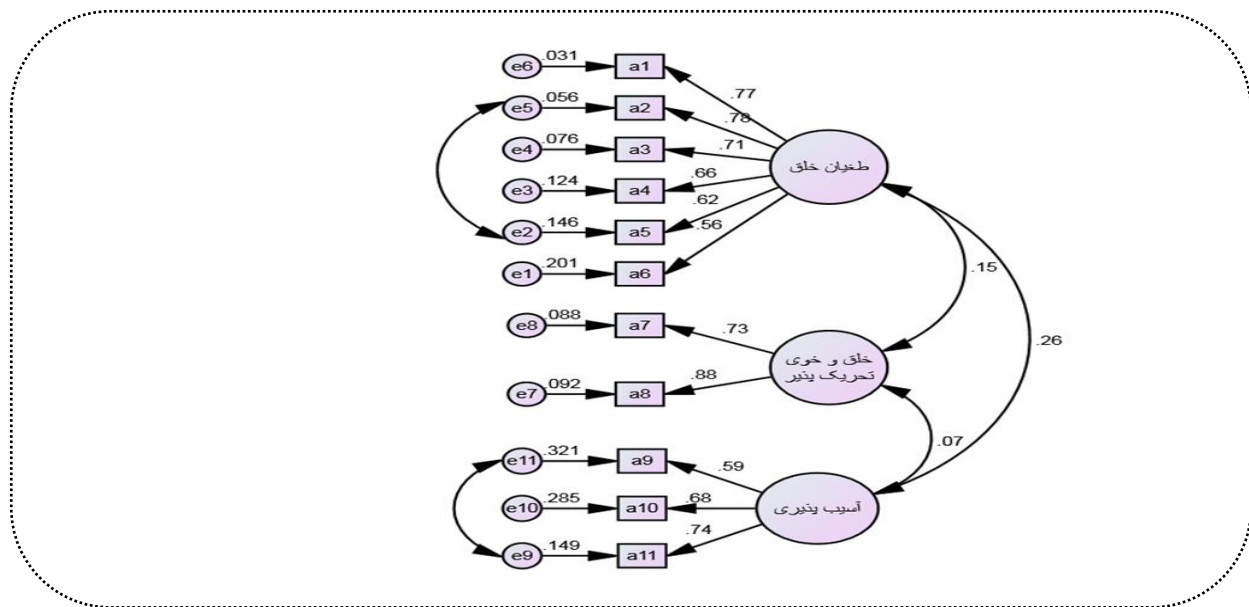 e6 .031 a1 .77
e5 .056 a2 .78
e4 .076 a3 .71
طغیان خلق
e3 .124 a4 .66
e2 .146 a5 .62
e1 .201 a6 .56
.15
e8 .088 a7 .73
خلق و خوی
تحریک پذیر
.26
e7 .092 a8 .88
.07
e11 .321 a9 .59
e10 .285 a10 .68
آسیب پذیری
e9 .149 a11 .74